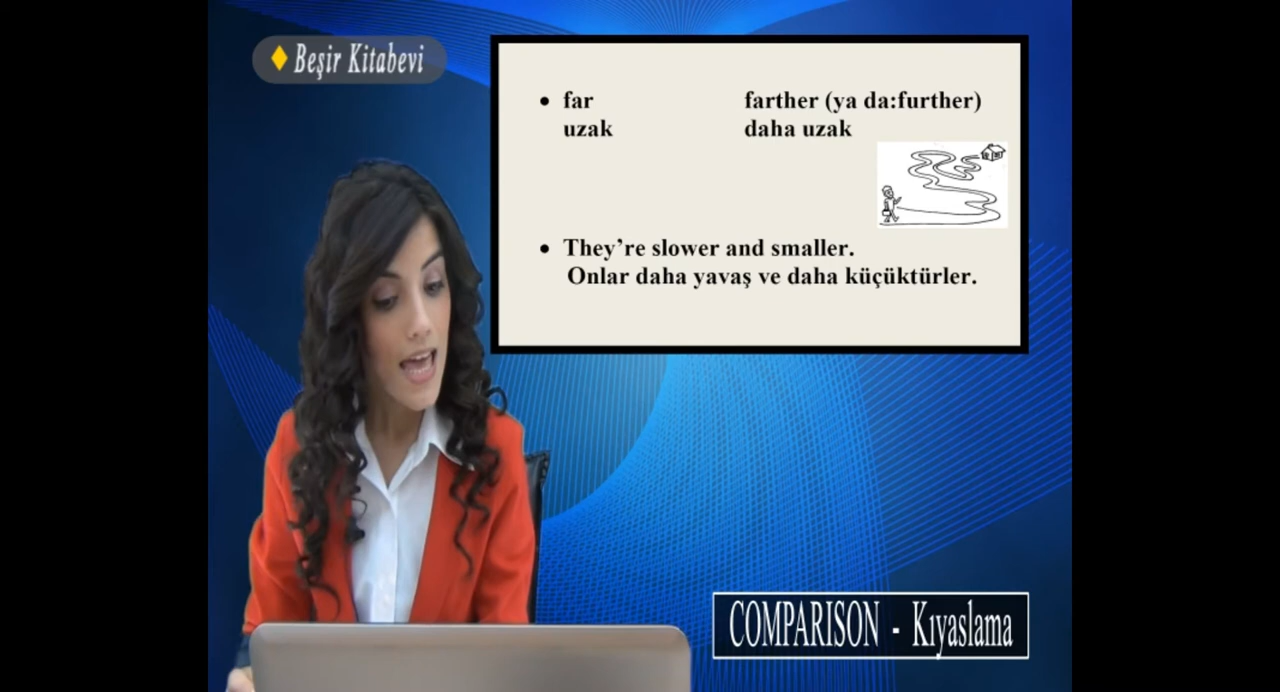 Beşir Kitabevi
• far farther (ya da:further)
uzak daha uzak
• They’re slower and smaller.
Onlar daha yavaş ve daha küçüktürler.
COMPARISON - Kıyaslama